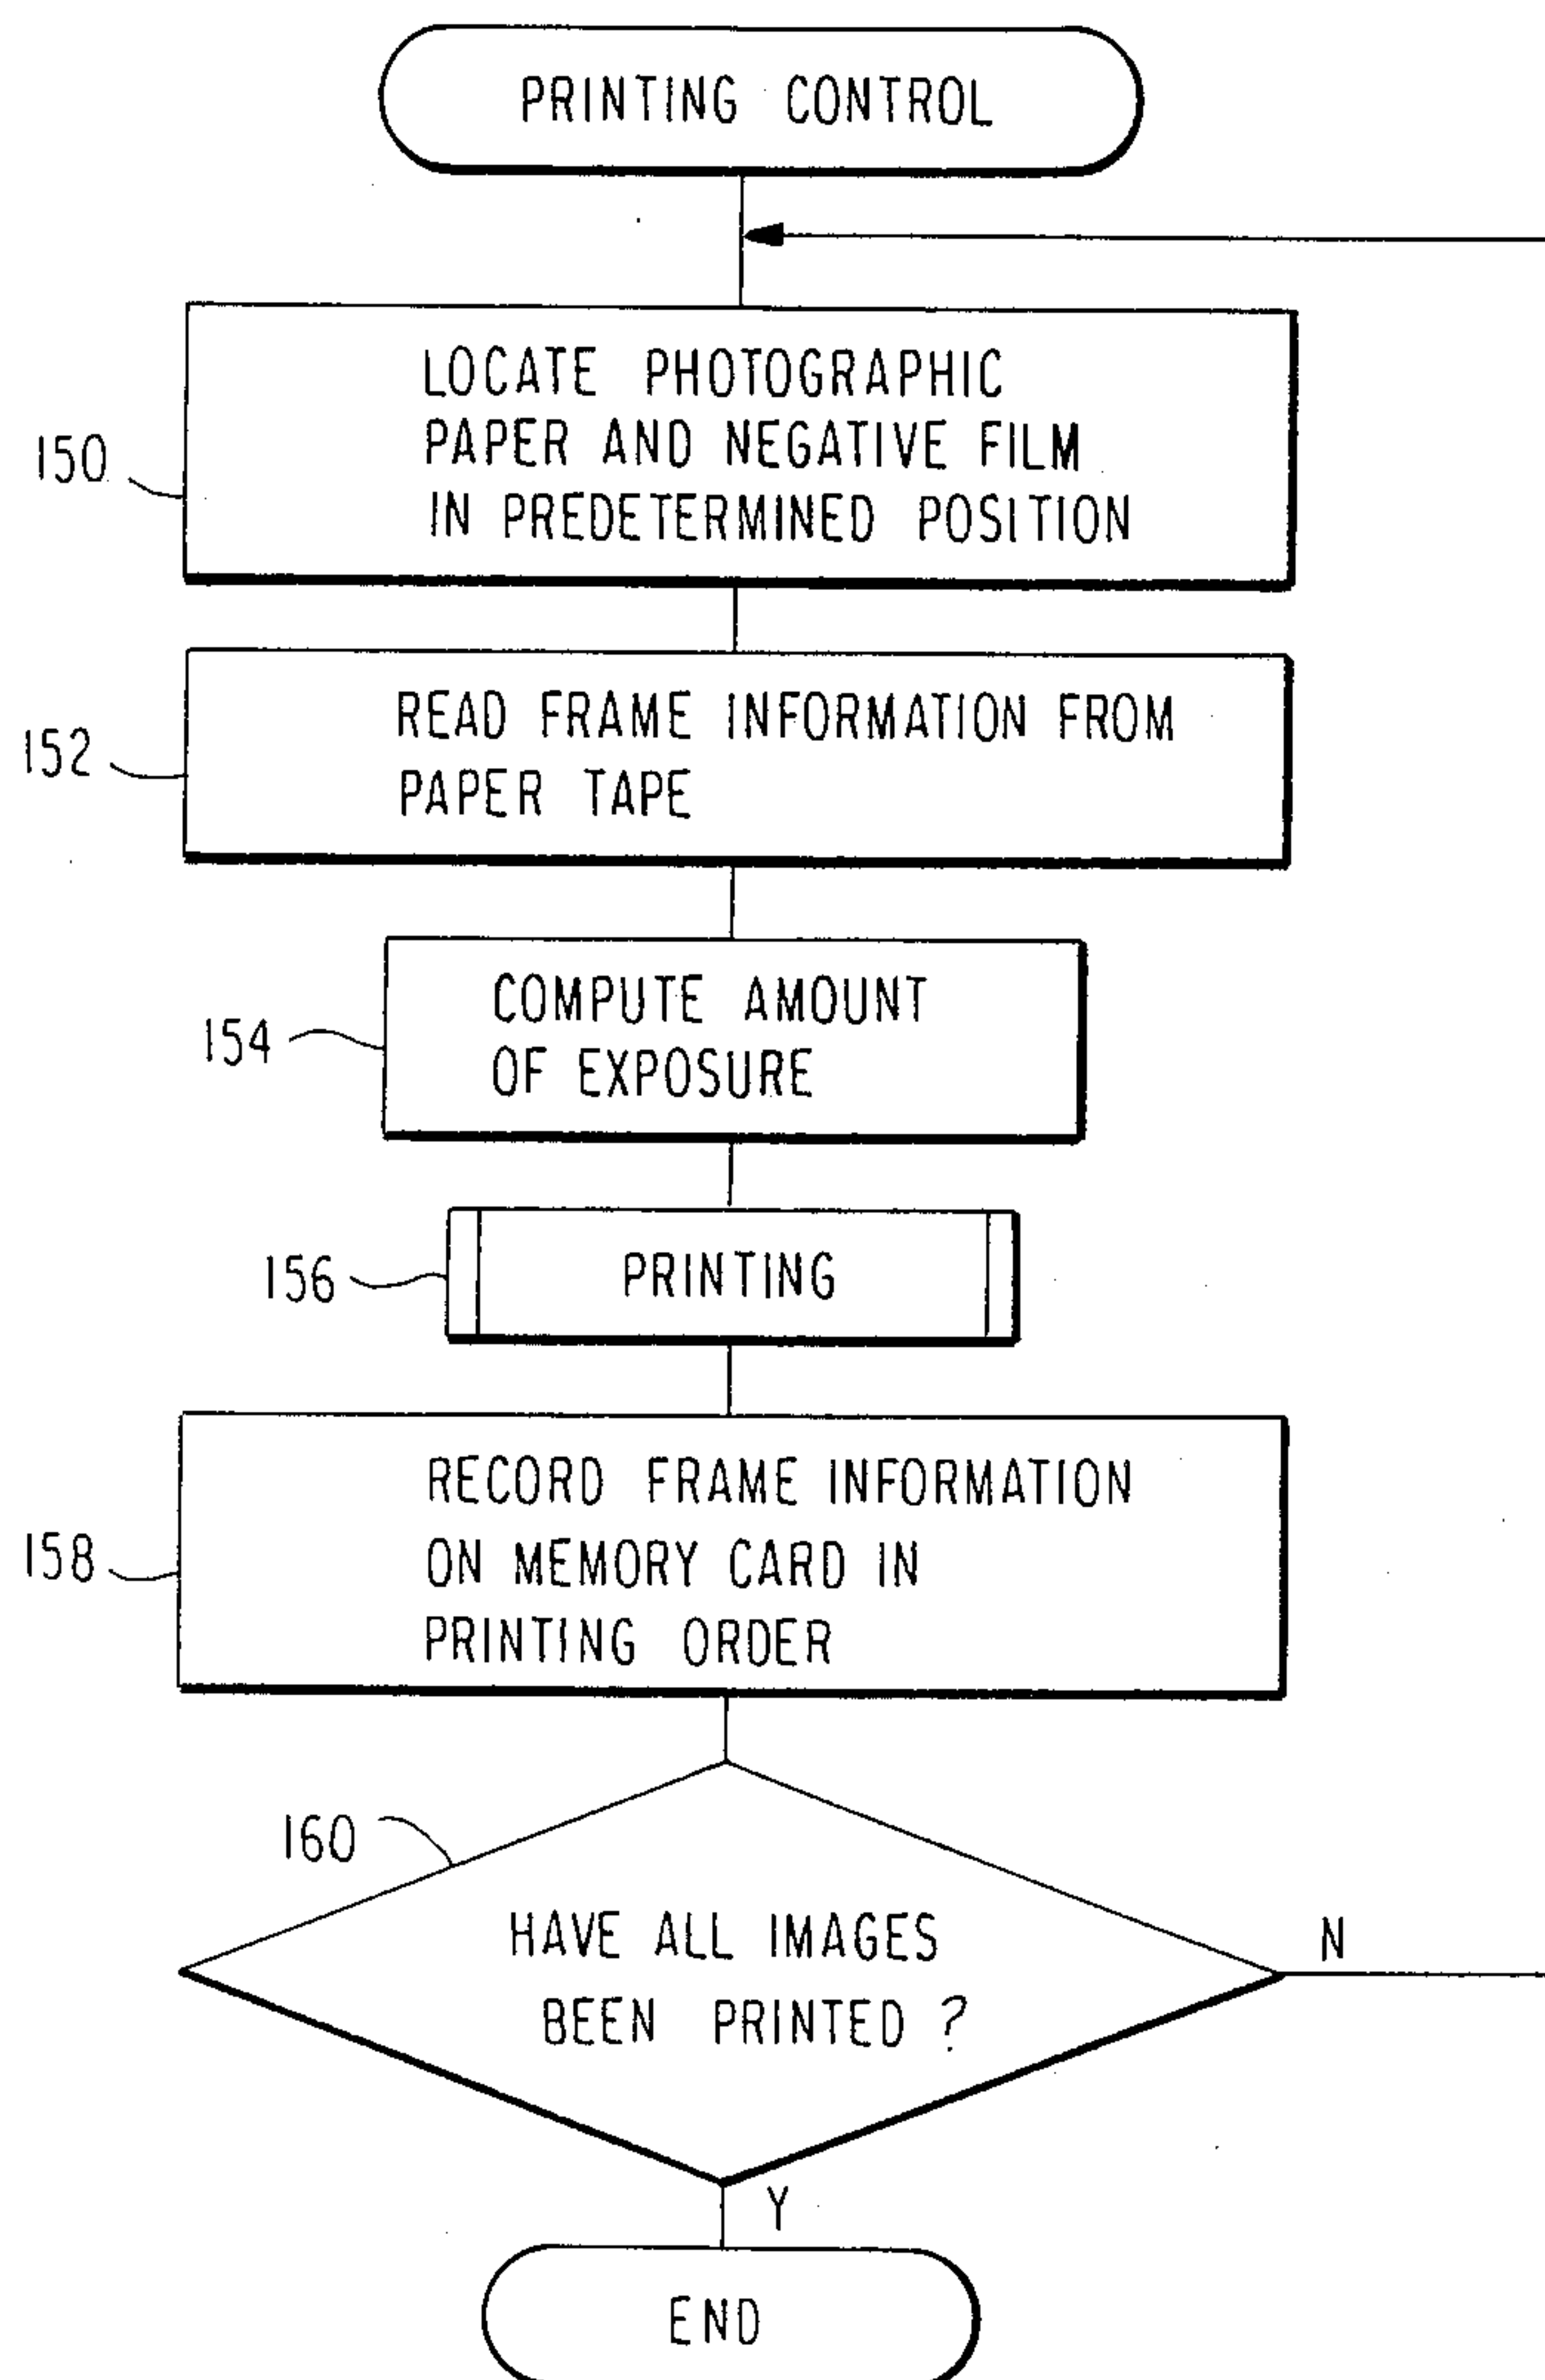 PRINTING CONTROL
LOCATE PHOTOGRAPHIC
PAPER AND NEGATIVE FILM
IN PREDETERMINED POSITION
150
READ FRAME INFORMATION FROM
PAPER TAPE
152
COMPUTE AMOUNT
OF EXPOSURE
154
PRINTING
156
RECORD FRAME INFORMATION
ON MEMORY CARD IN
PRINTING ORDER
158
160
HAVE ALL IMAGES
BEEN PRINTED ?
N
Y
END